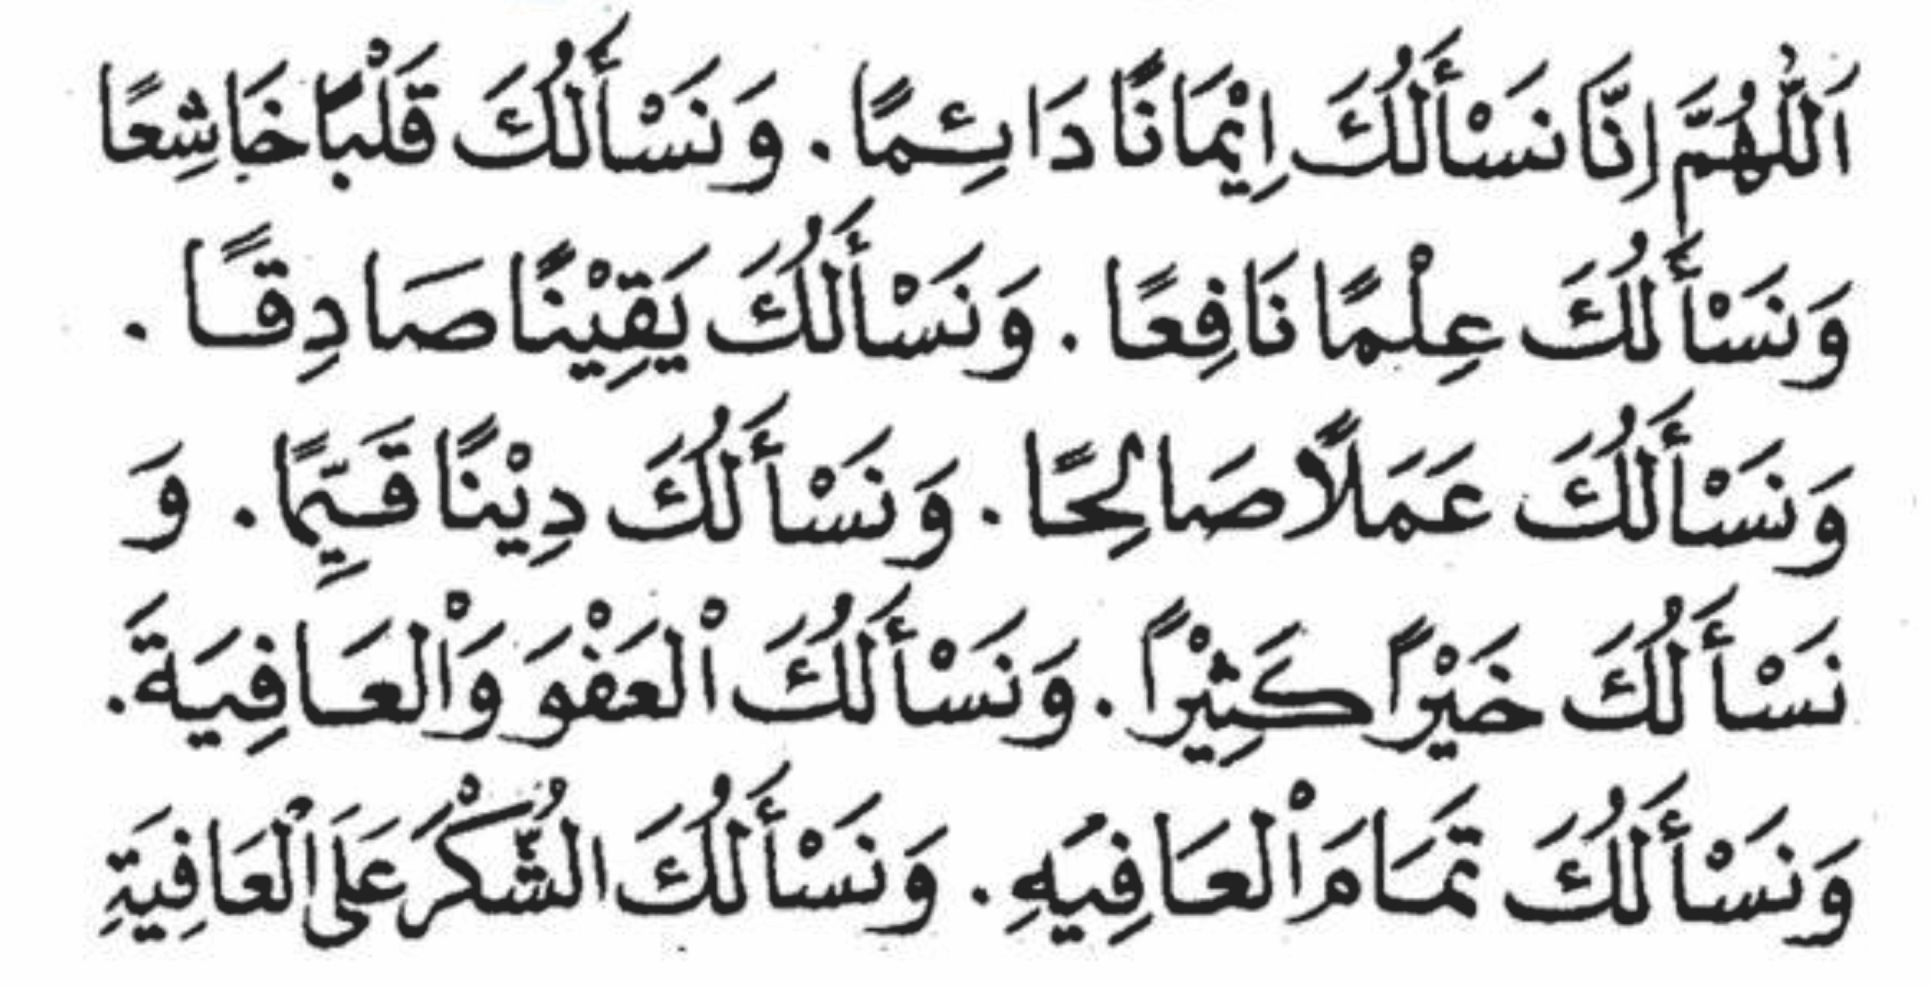 اَللّٰهُمَّ اِنَّا نَسْأَلُكَ اِيْمَانًا دَائِمًا. وَنَسْأَلُكَ قَلْبًا خَاشِعًا
وَنَسْأَلُكَ عِلْمًا نَافِعًا. وَنَسْأَلُكَ يَقِيْنًا صَادِقًا.
وَنَسْأَلُكَ عَمَلًا صَالِحًا. وَنَسْأَلُكَ دِيْنًا قَيِّمًا. وَ
نَسْأَلُكَ خَيْرًا كَثِيْرًا. وَنَسْأَلُكَ الْعَفْوَ وَالْعَافِيَةَ.
وَنَسْأَلُكَ تَمَامَ الْعَافِيَهِ. وَنَسْأَلُكَ الشُّكْرَ عَلَى الْعَافِيَةِ